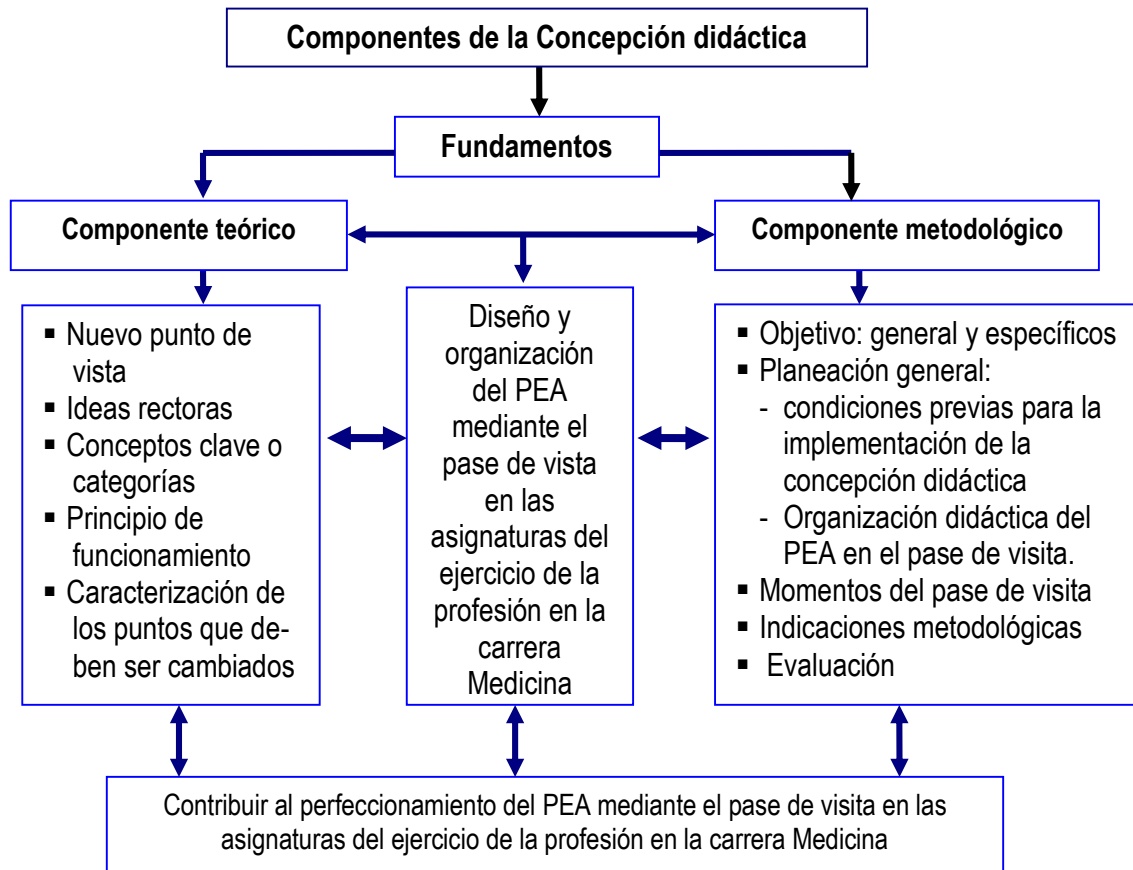 Componentes de la Concepción didáctica
Fundamentos
Componente teórico
Componente metodológico
▪ Nuevo punto de
vista
▪ Ideas rectoras
▪ Conceptos clave o
categorías
▪ Principio de
funcionamiento
▪ Caracterización de
los puntos que de-
ben ser cambiados
Diseño y
organización
del PEA
mediante el
pase de vista
en las
asignaturas del
ejercicio de la
profesión en la
carrera
Medicina
▪ Objetivo: general y específicos
▪ Planeación general:
- condiciones previas para la
implementación de la
concepción didáctica
- Organización didáctica del
PEA en el pase de visita.
▪ Momentos del pase de visita
▪ Indicaciones metodológicas
▪ Evaluación
Contribuir al perfeccionamiento del PEA mediante el pase de visita en las
asignaturas del ejercicio de la profesión en la carrera Medicina